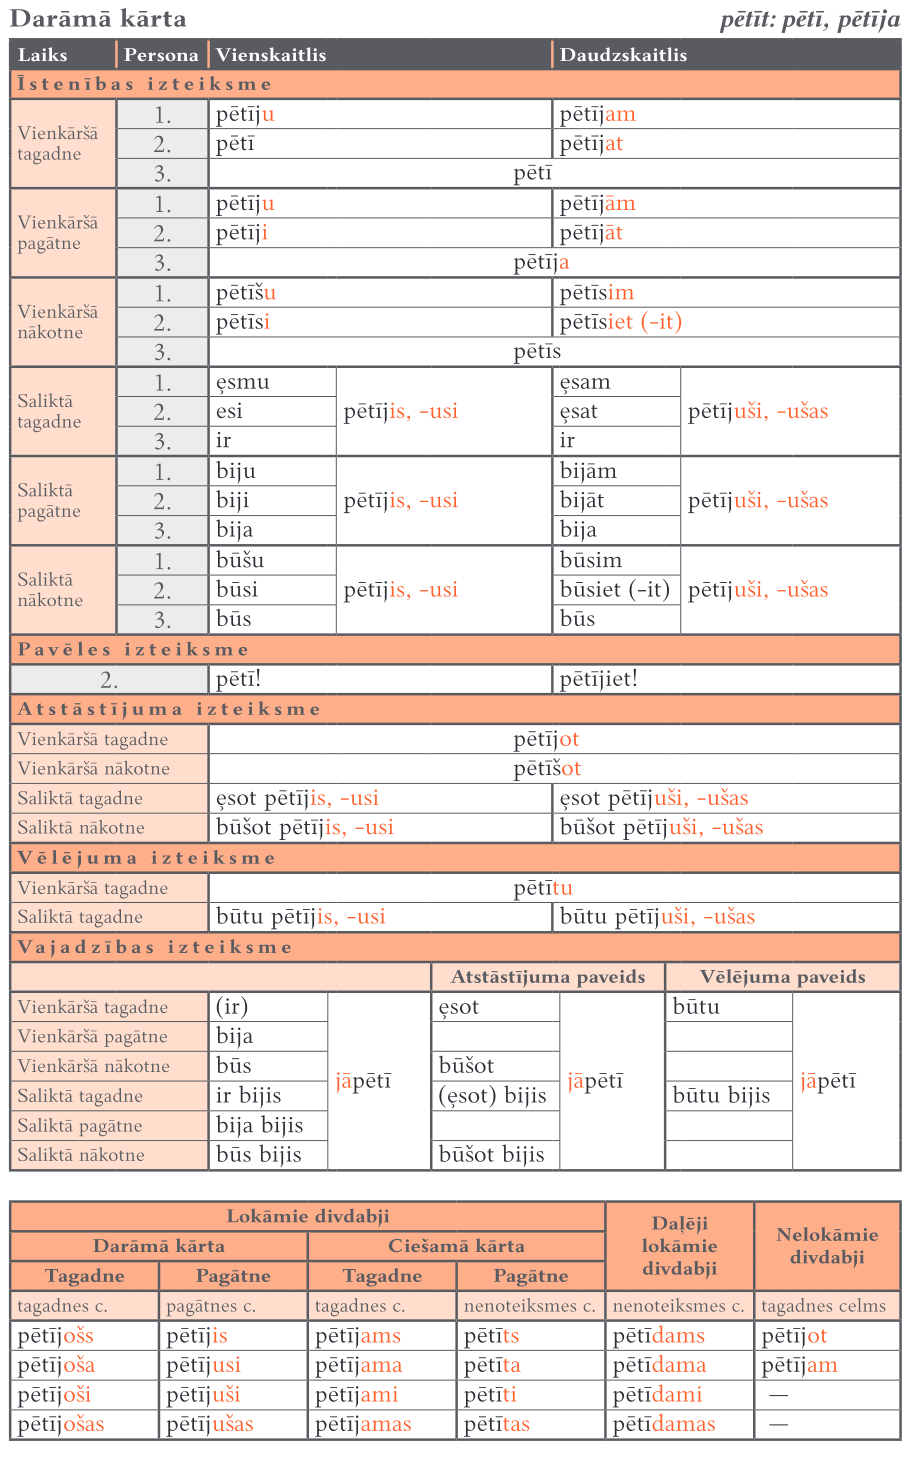 Darāmā kārta pētīt: pētī, pētīja
Laiks Persona Vienskaitlis Daudzskaitlis
Īstenības izteiksme
Vienkāršā tagadne
1. pētīju pētījam
2. pētī pētījat
3. pētī
Vienkāršā pagātne
1. pētīju pētījām
2. pētīji pētījāt
3. pētīja
Vienkāršā nākotne
1. pētīšu pētīsim
2. pētīsi pētīsiet (-it)
3. pētīs
Saliktā tagadne
1. ȩsmu ȩsam
2. esi pētījis, -usi ȩsat pētījuši, -ušas
3. ir ir
Saliktā pagātne
1. biju bijām
2. biji pētījis, -usi bijāt pētījuši, -ušas
3. bija bija
Saliktā nākotne
1. būšu būsim
2. būsi pētījis, -usi būsiet (-it) pētījuši, -ušas
3. būs būs
Pavēles izteiksme
2. pētī! pētījiet!
Atstāstījuma izteiksme
Vienkāršā tagadne pētījot
Vienkāršā nākotne pētīšot
Saliktā tagadne ȩsot pētījis, -usi ȩsot pētījuši, -ušas
Saliktā nākotne būšot pētījis, -usi būšot pētījuši, -ušas
Vēlējuma izteiksme
Vienkāršā tagadne pētītu
Saliktā tagadne būtu pētījis, -usi būtu pētījuši, -ušas
Vajadzības izteiksme
Atstāstījuma paveids Vēlējuma paveids
Vienkāršā tagadne (ir) ȩsot būtu
Vienkāršā pagātne bija
Vienkāršā nākotne būs būšot
jāpētī jāpētī jāpētī
Saliktā tagadne ir bijis (ȩsot) bijis būtu bijis
Saliktā pagātne bija bijis
Saliktā nākotne būs bijis būšot bijis
Lokāmie divdabji Daļēji lokāmie divdabji Nelokāmie divdabji
Darāmā kārta Ciešamā kārta
Tagadne Pagātne Tagadne Pagātne
tagadnes c. pagātnes c. tagadnes c. nenoteiksmes c. nenoteiksmes c. tagadnes celms
pētījošs pētījis pētījams pētīts pētīdams pētījot
pētījoša pētījusi pētījama pētīta pētīdama pētījam
pētījoši pētījuši pētījami pētīti pētīdami —
pētījošas pētījušas pētījamas pētītas pētīdamas —